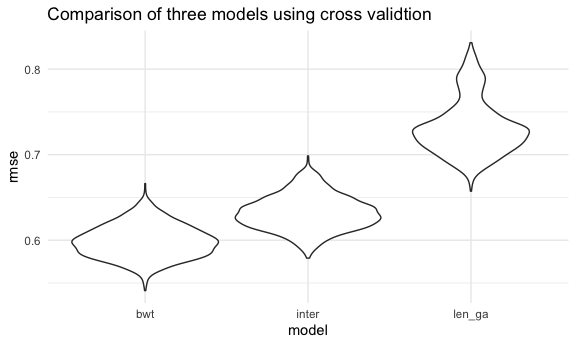 Comparison of three models using cross validtion
0.8
0.7
0.6
rmse
bwt inter len_ga
model